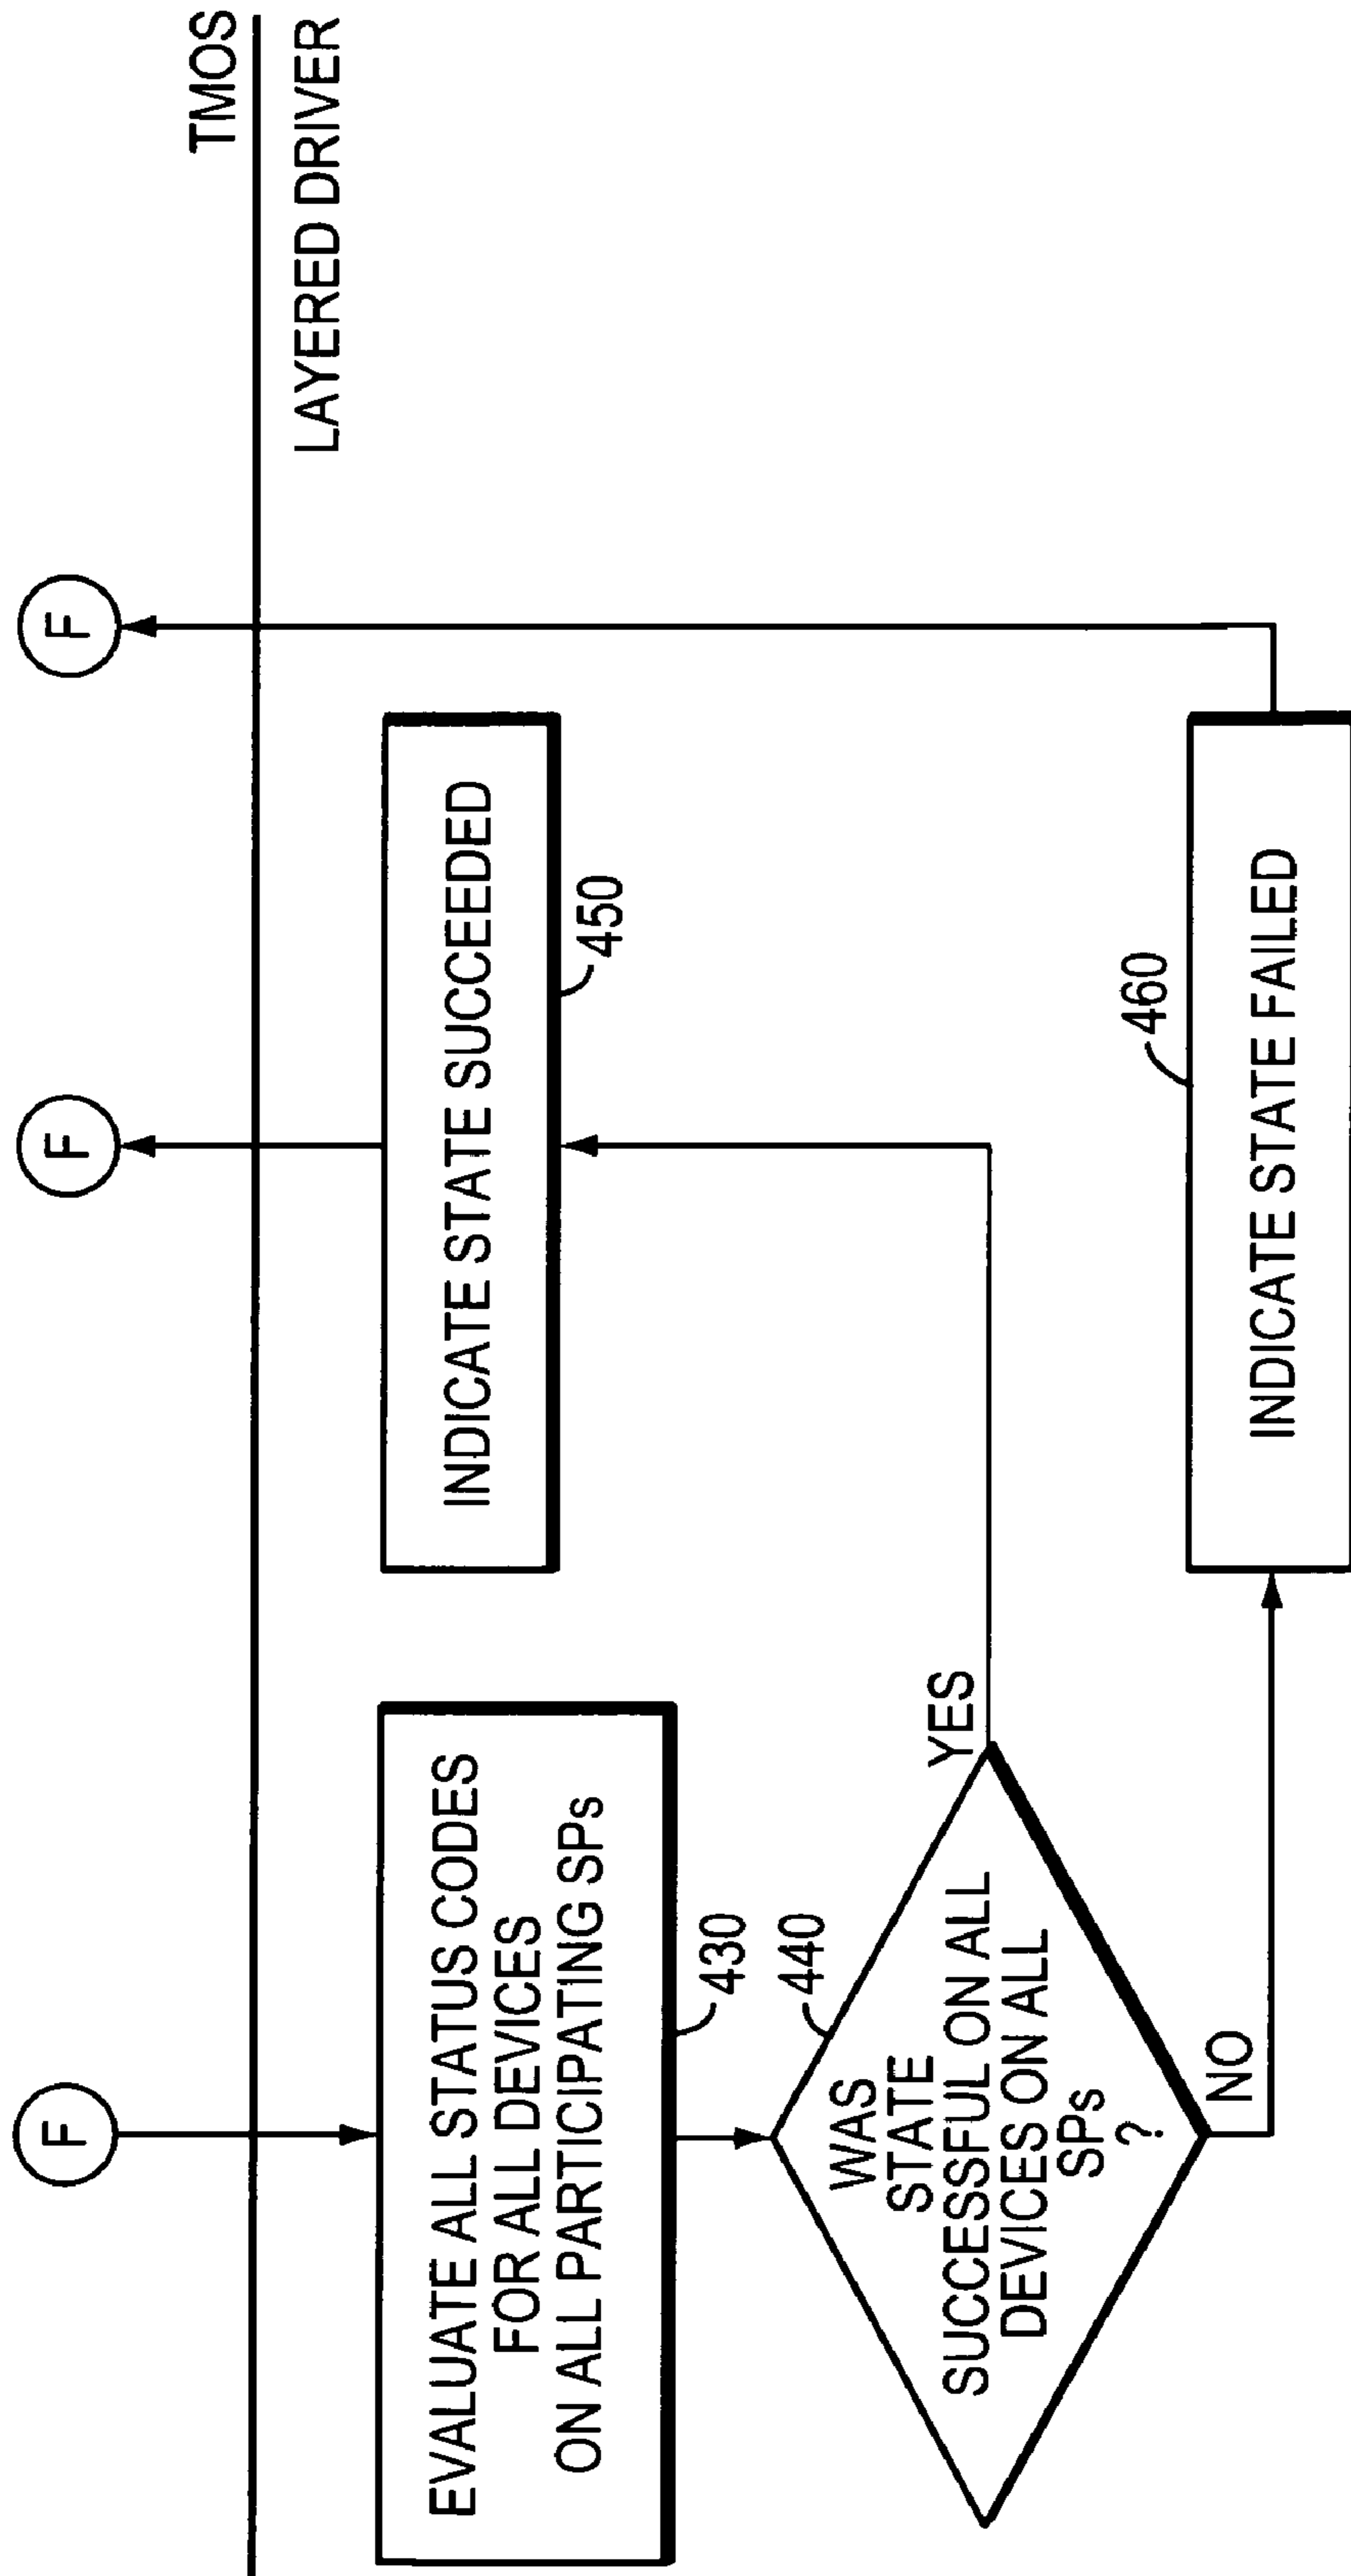 F
F
F
TMOS
LAYERED DRIVER
EVALUATE ALL STATUS CODES
FOR ALL DEVICES
ON ALL PARTICIPATING SPs
430
INDICATE STATE SUCCEEDED
450
440
WAS
STATE
SUCCESSFUL ON ALL
DEVICES ON ALL
SPs
?
YES
NO
460
INDICATE STATE FAILED